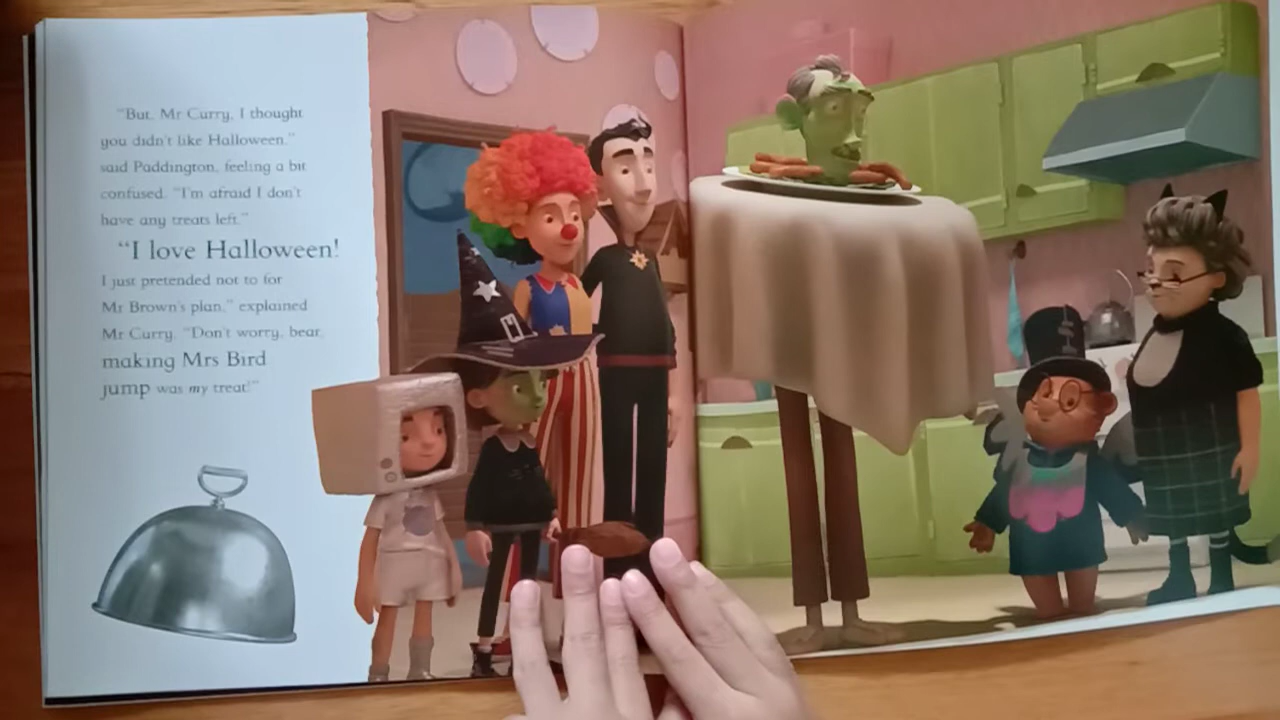 "But, Mr Curry, I thought
you didn't like Halloween,"
said Paddington, feeling a bit
confused. "I'm afraid I don't
have any treats left."
"I love Halloween!
I just pretended not to for
Mr Brown's plan," explained
Mr Curry. "Don't worry, bear,
making Mrs Bird
jump was my treat!"